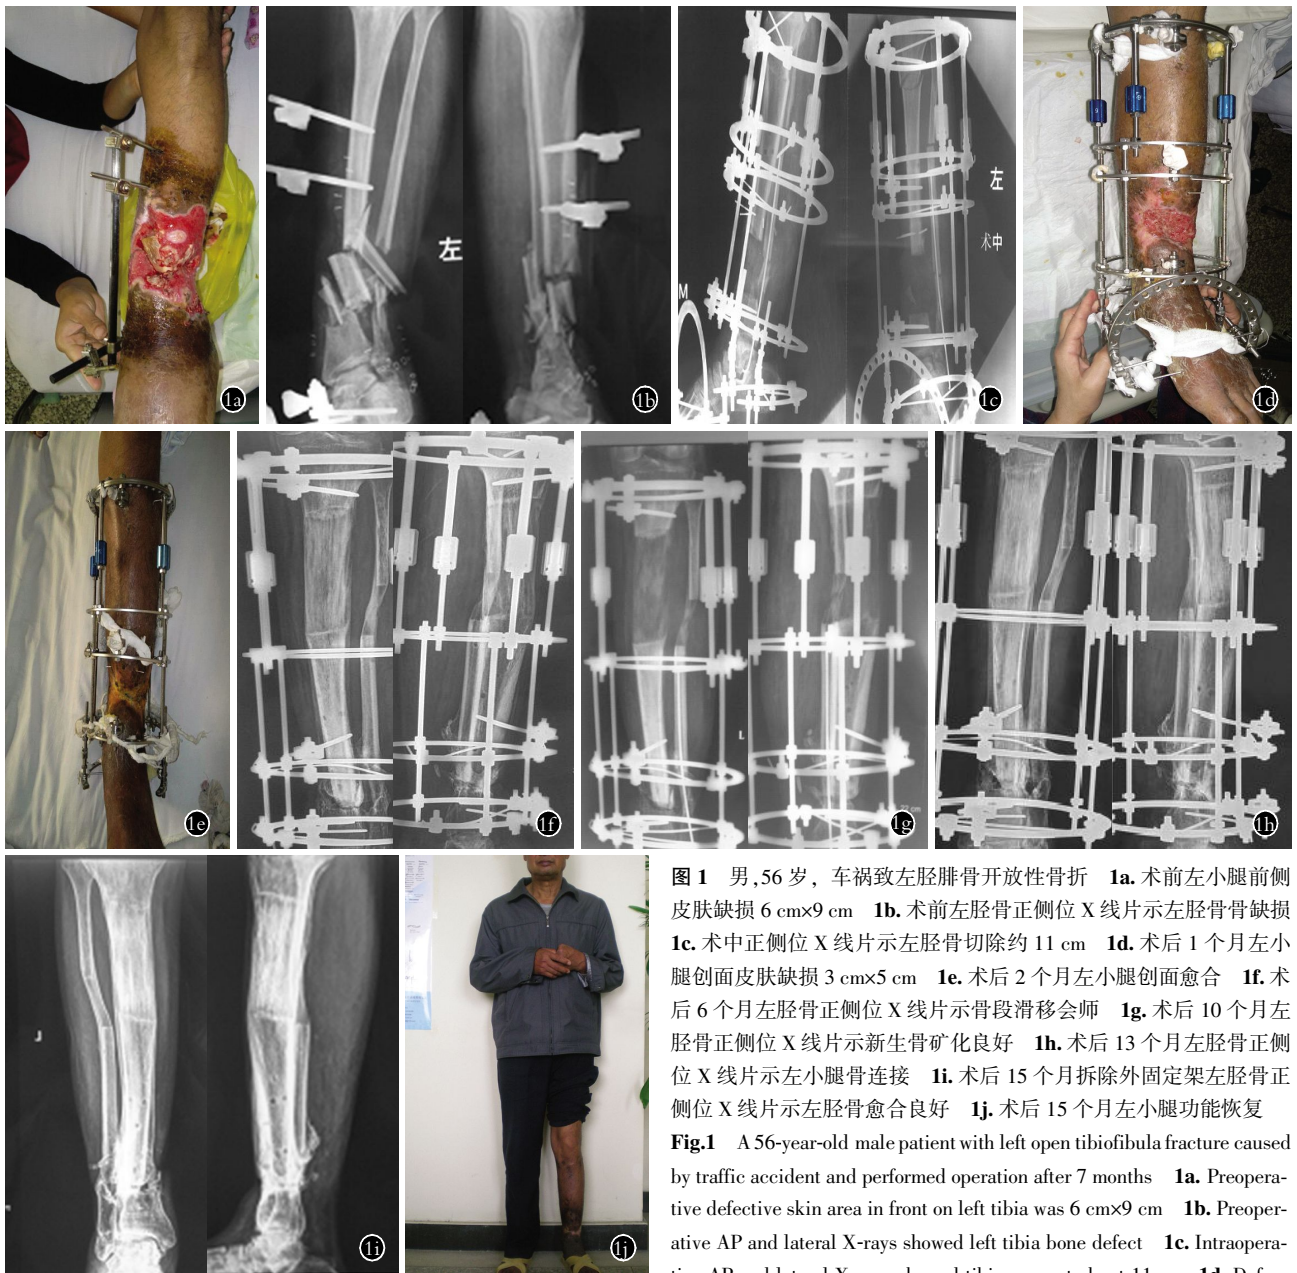 1a
左
1b
M
左
术中
1c
1d
1e
1f
L
1g
1h
1i
1j
图 1 男,56 岁，车祸致左胫腓骨开放性骨折 1a. 术前左小腿前侧
皮肤缺损 6 cm×9 cm 1b. 术前左胫骨正侧位 X 线片示左胫骨骨缺损
1c. 术中正侧位 X 线片示左胫骨切除约 11 cm 1d. 术后 1 个月左小
腿创面皮肤缺损 3 cm×5 cm 1e. 术后 2 个月左小腿创面愈合 1f. 术
后 6 个月左胫骨正侧位 X 线片示骨段滑移会师 1g. 术后 10 个月左
胫骨正侧位 X 线片示新生骨矿化良好 1h. 术后 13 个月左胫骨正侧
位 X 线片示左小腿骨连接 1i. 术后 15 个月拆除外固定架左胫骨正
侧位 X 线片示左胫骨愈合良好 1j. 术后 15 个月左小腿功能恢复
Fig.1 A 56-year-old male patient with left open tibiofibula fracture caused
by traffic accident and performed operation after 7 months 1a. Preopera-
tive defective skin area in front on left tibia was 6 cm×9 cm 1b. Preoper-
ative AP and lateral X-rays showed left tibia bone defect 1c. Intraopera-